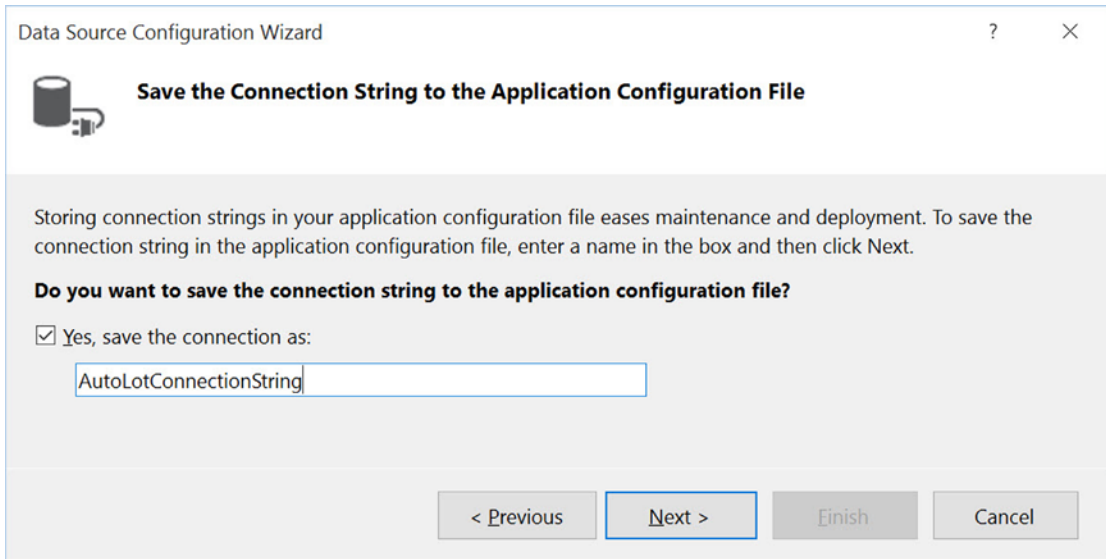 Data Source Configuration Wizard
?
Save the Connection String to the Application Configuration File
Storing connection strings in your application configuration file eases maintenance and deployment. To save the
connection string in the application configuration file, enter a name in the box and then click Next.
Do you want to save the connection string to the application configuration file?
Yes, save the connection as:
AutoLotConnectionString
< Previous
Next >
Finish
Cancel